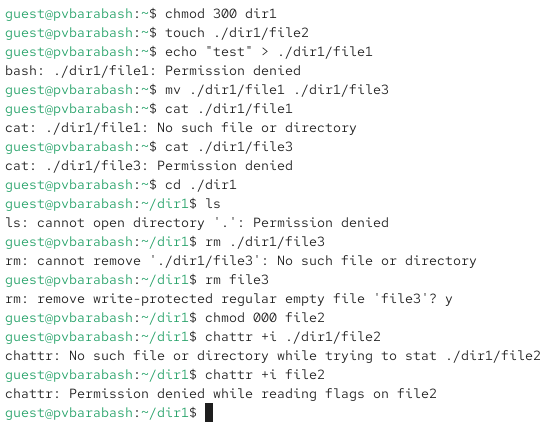 guest@pvbarabash:~$ chmod 300 dir1
guest@pvbarabash:~$ touch ./dir1/file2
guest@pvbarabash:~$ echo "test" > ./dir1/file1
bash: ./dir1/file1: Permission denied
guest@pvbarabash:~$ mv ./dir1/file1 ./dir1/file3
guest@pvbarabash:~$ cat ./dir1/file1
cat: ./dir1/file1: No such file or directory
guest@pvbarabash:~$ cat ./dir1/file3
cat: ./dir1/file3: Permission denied
guest@pvbarabash:~$ cd ./dir1
guest@pvbarabash:~/dir1$ ls
ls: cannot open directory '.': Permission denied
guest@pvbarabash:~/dir1$ rm ./dir1/file3
rm: cannot remove './dir1/file3': No such file or directory
guest@pvbarabash:~/dir1$ rm file3
rm: remove write-protected regular empty file 'file3'? y
guest@pvbarabash:~/dir1$ chmod 000 file2
guest@pvbarabash:~/dir1$ chattr +i ./dir1/file2
chattr: No such file or directory while trying to stat ./dir1/file2
guest@pvbarabash:~/dir1$ chattr +i file2
chattr: Permission denied while reading flags on file2
guest@pvbarabash:~/dir1$